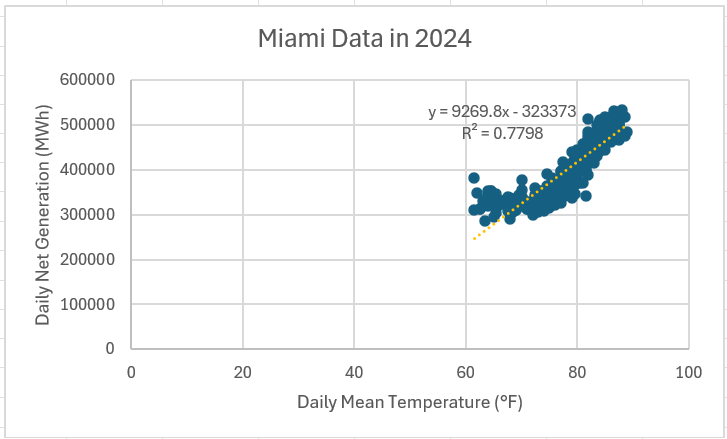 Miami Data in 2024
Daily Net Generation (MWh)
600000
500000
400000
300000
200000
100000
0
y = 9269.8x - 323373
R² = 0.7798
0 20 40 60 80 100
Daily Mean Temperature (°F)